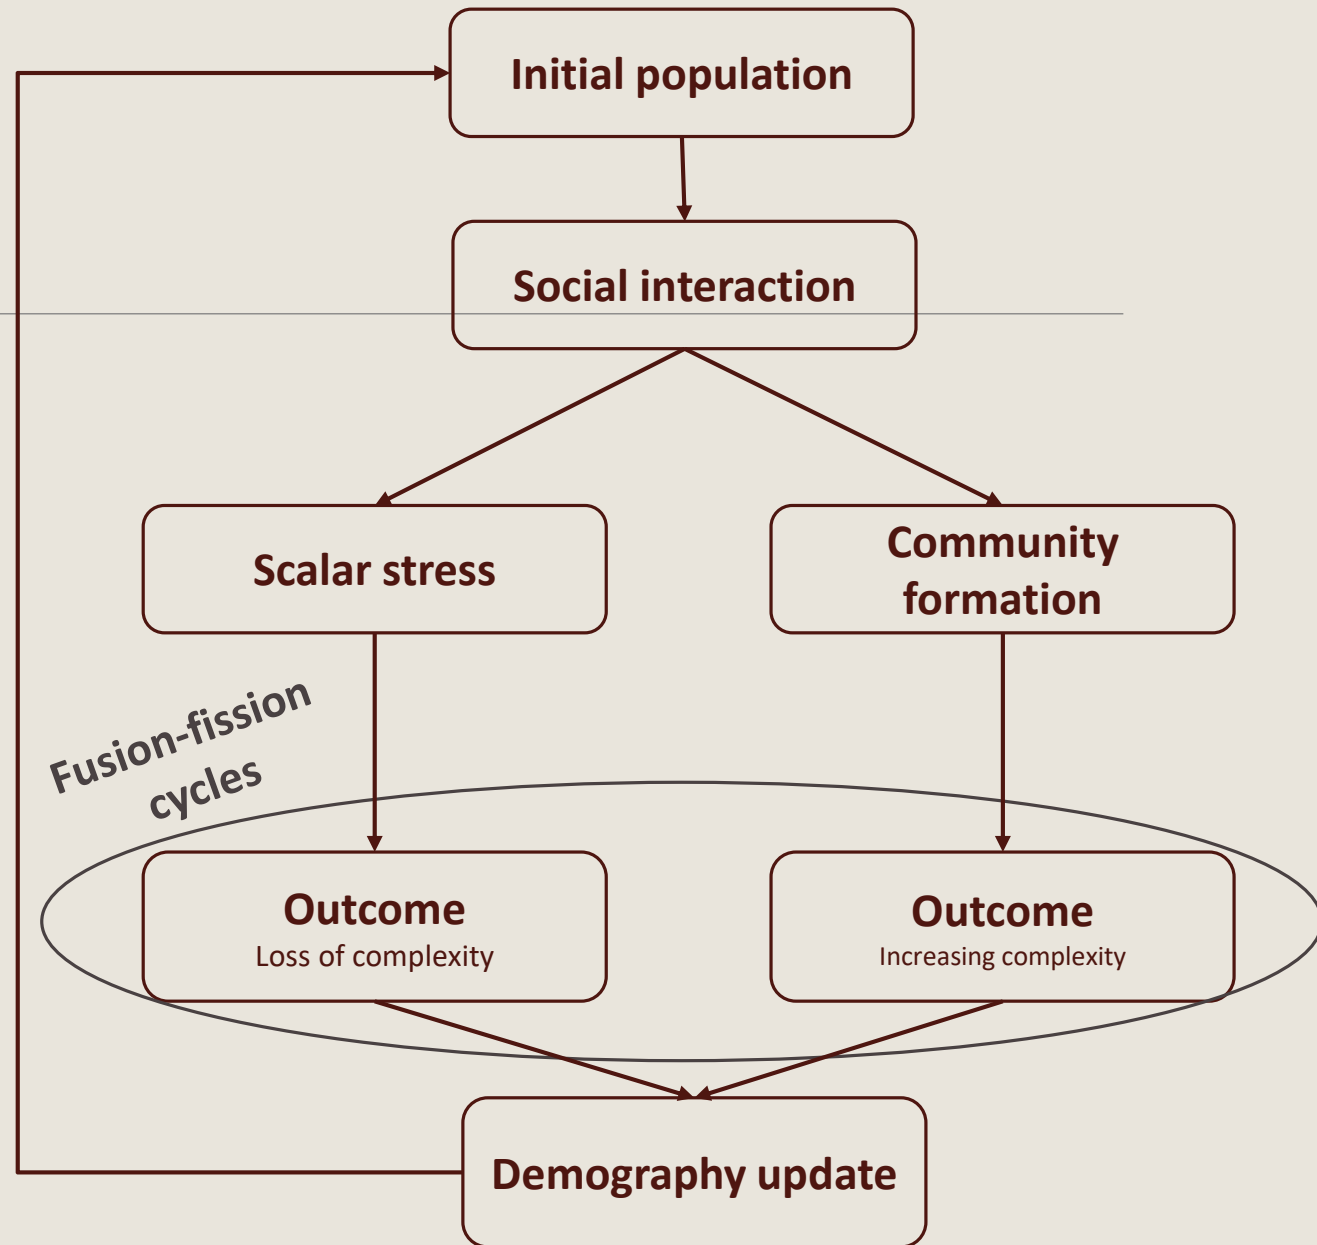 Initial population
Social interaction
Scalar stress
Community
formation
Fusion-fission
cycles
Outcome
Loss of complexity
Outcome
Increasing complexity
Demography update